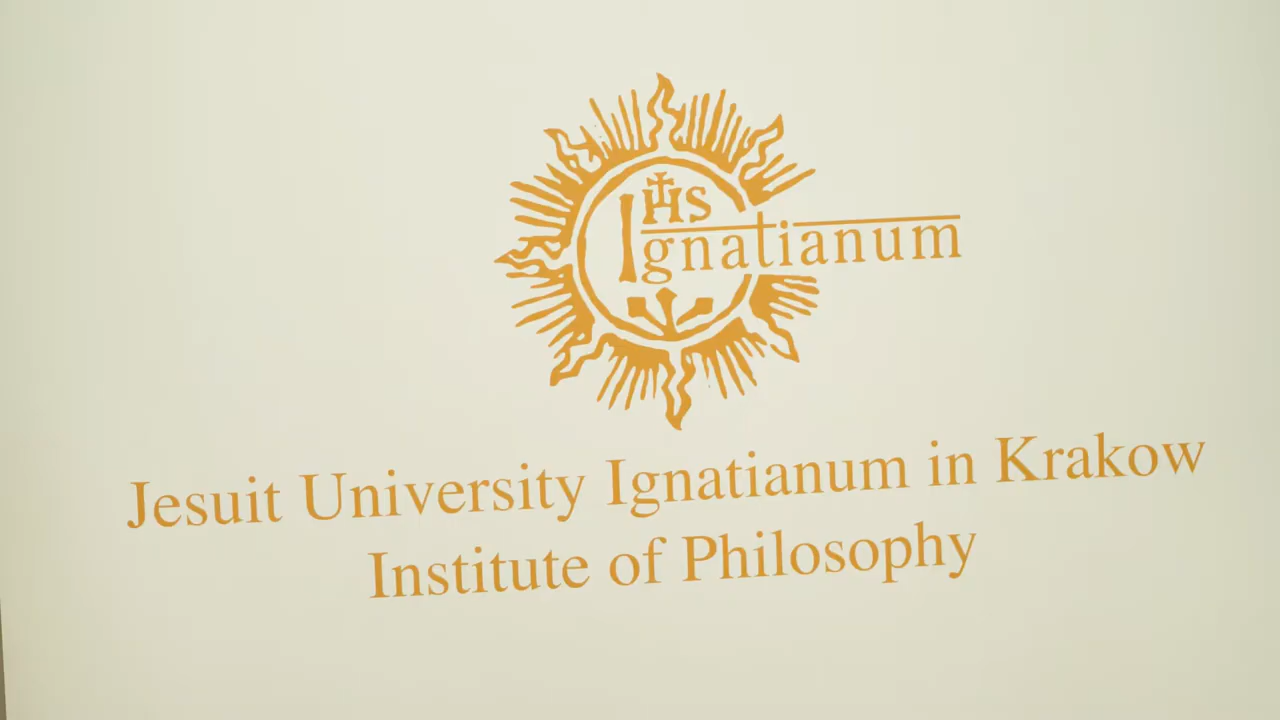 IHS
Ignatianum
Jesuit University Ignatianum in Krakow
Institute of Philosophy